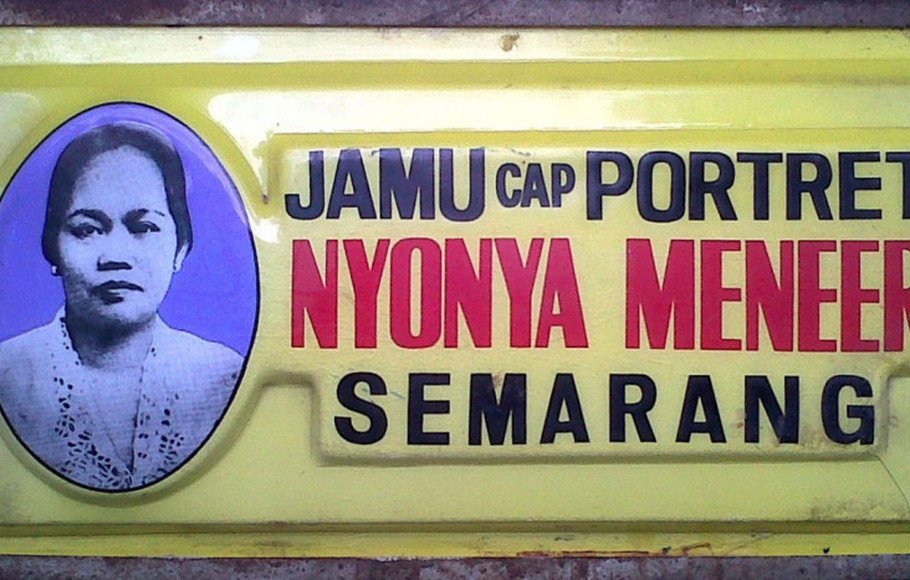 JAMU CAP PORTRET
NYONYA MENEER
SEMARANG